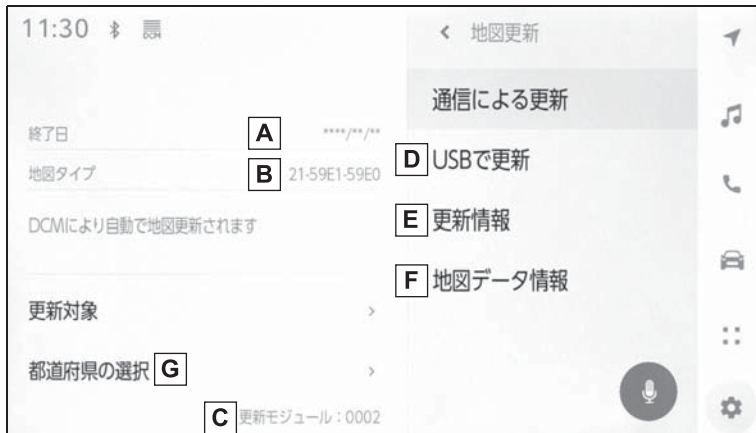 11:30
DCM
終了日 A ****/**/**
地図タイプ B 21-59E1-59E0
DCMにより自動で地図更新されます
更新対象 >
都道府県の選択 G >
C 更新モジュール:0002
< 地図更新
通信による更新
D USBで更新
E 更新情報
F 地図データ情報